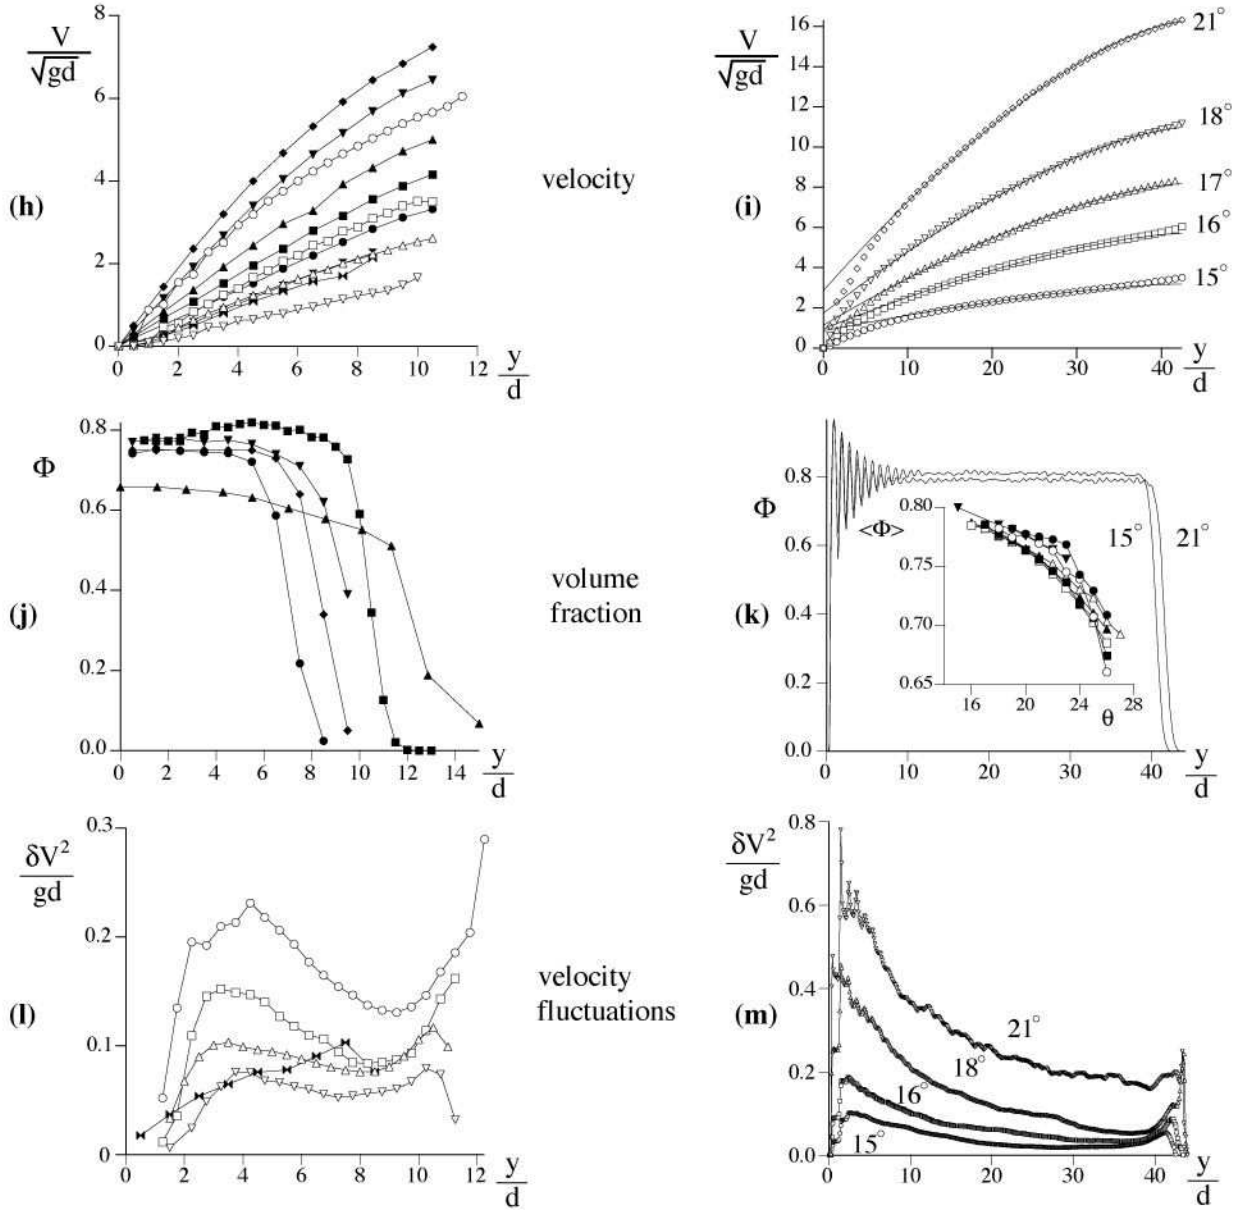 V
√gd
8
6
4
2
0
(h)
0 2 4 6 8 10 12
y
d
velocity
V
√gd
16
14
12
10
8
6
4
2
0
(i)
21°
18°
17°
16°
15°
0 10 20 30 40
y
d
Φ
0.8
0.6
0.4
0.2
0.0
(j)
0 2 4 6 8 10 12 14
y
d
volume
fraction
Φ
0.8
0.6
0.4
0.2
0.0
(k)
<Φ>
0.80
0.75
0.70
0.65
16 20 24 28
θ
15° 21°
0 10 20 30 40
y
d
δV²
gd
0.3
0.2
0.1
0
(l)
0 2 4 6 8 10 12
y
d
velocity
fluctuations
δV²
gd
0.8
0.6
0.4
0.2
0.0
(m)
21°
18°
16°
15°
0 10 20 30 40
y
d